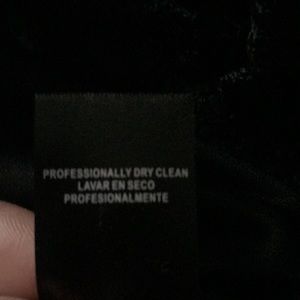 PROFESSIONALLY DRY CLEAN
LAVAR EN SECO
PROFESIONALMENTE